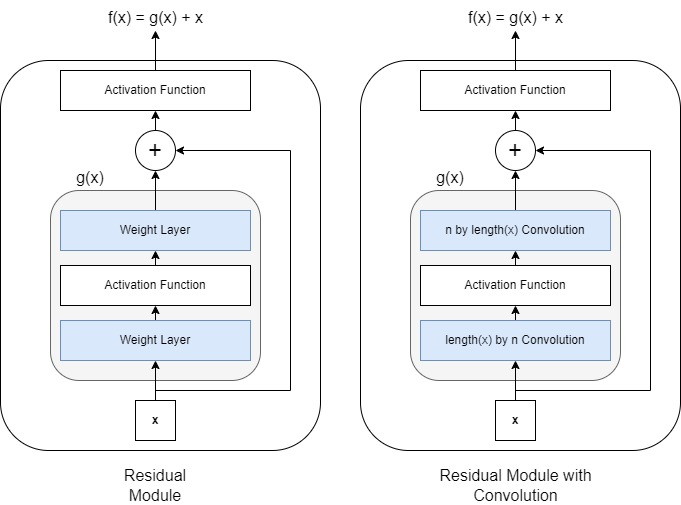 f(x) = g(x) + x
Activation Function
+
g(x)
Weight Layer
Activation Function
Weight Layer
x
Residual
Module
f(x) = g(x) + x
Activation Function
+
g(x)
n by length(x) Convolution
Activation Function
length(x) by n Convolution
x
Residual Module with
Convolution